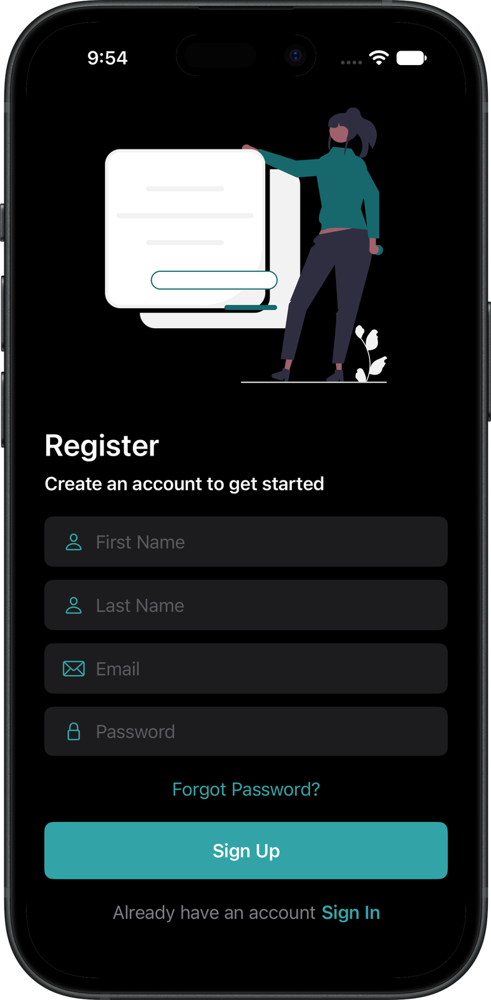 9:54
Register
Create an account to get started
First Name
Last Name
Email
Password
Forgot Password?
Sign Up
Already have an account Sign In